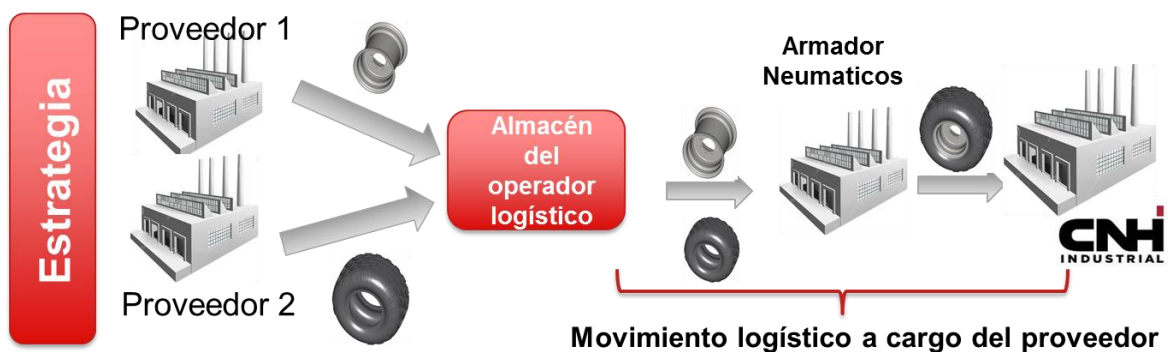 Estrategia
Proveedor 1
Proveedor 2
Almacén
del
operador
logístico
Armador
Neumaticos
CNH
INDUSTRIAL
Movimiento logístico a cargo del proveedor